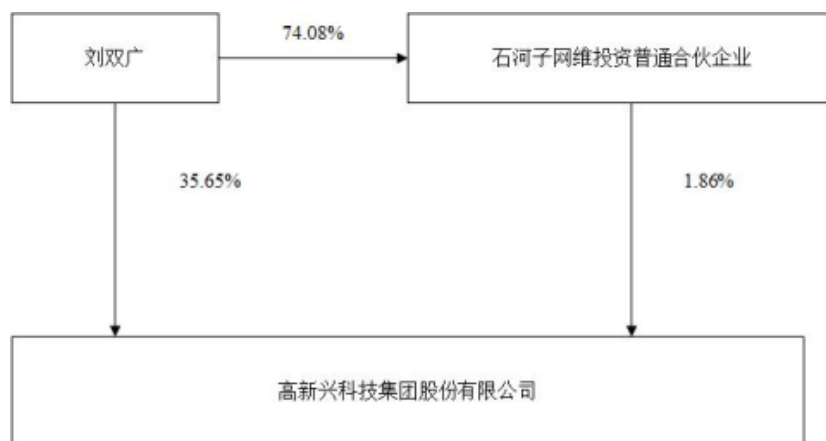 74.08%
刘双广
石河子网维投资普通合伙企业
35.65%
1.86%
高新兴科技集团股份有限公司